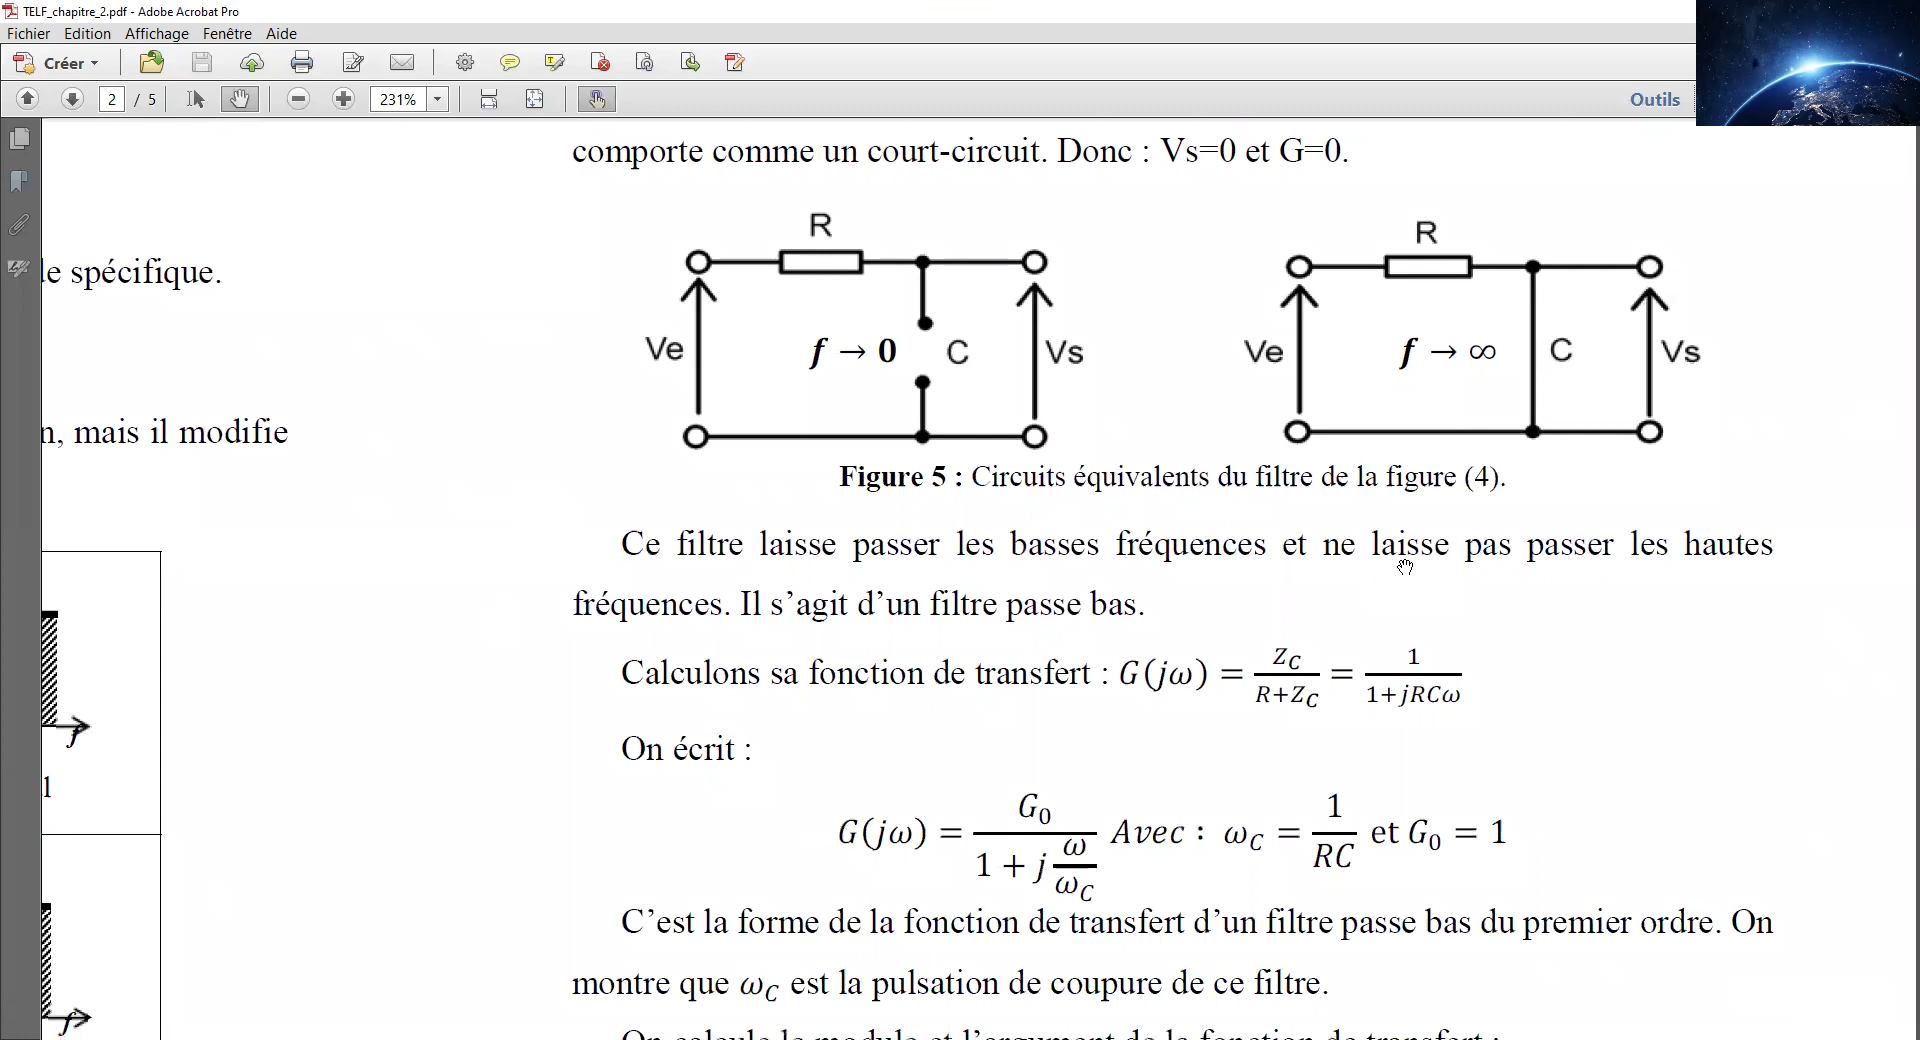 TELF_chapitre_2.pdf - Adobe Acrobat Pro
Fichier Edition Affichage Fenêtre Aide
Créer
2 / 5 231% Outils
comporte comme un court-circuit. Donc : Vs=0 et G=0.
R
Ve f → 0 C Vs
R
Ve f → ∞ C Vs
Figure 5 : Circuits équivalents du filtre de la figure (4).
spécifique.
mais il modifie
f
f
Ce filtre laisse passer les basses fréquences et ne laisse pas passer les hautes
fréquences. Il s’agit d’un filtre passe bas.
Calculons sa fonction de transfert : G(jω) = Z_C/(R+Z_C) = 1/(1+jRCω)
On écrit :
G(jω) = G₀/(1 + j ω/ω_C) Avec : ω_C = 1/RC et G₀ = 1
C’est la forme de la fonction de transfert d’un filtre passe bas du premier ordre. On
montre que ω_C est la pulsation de coupure de ce filtre.